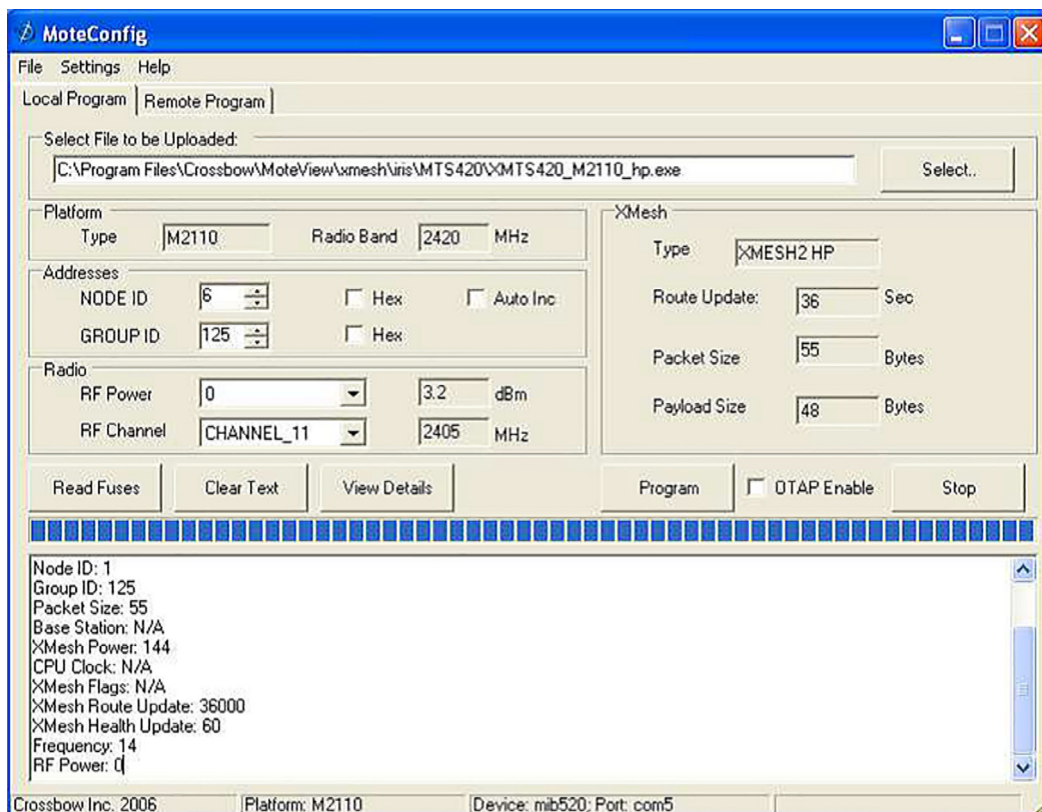 MoteConfig
File Settings Help
Local Program Remote Program
Select File to be Uploaded:
C:\Program Files\Crossbow\MoteView\xmesh\iris\MTS420\XMTS420_M2110_hp.exe Select..
Platform
Type M2110 Radio Band 2420 MHz
Addresses
NODE ID 6 Hex Auto Inc
GROUP ID 125 Hex
Radio
RF Power 0 3.2 dBm
RF Channel CHANNEL_11 2405 MHz
XMesh
Type XMESH2 HP
Route Update: 36 Sec
Packet Size 55 Bytes
Payload Size 48 Bytes
Read Fuses Clear Text View Details Program OTAP Enable Stop
Node ID: 1
Group ID: 125
Packet Size: 55
Base Station: N/A
XMesh Power: 144
CPU Clock: N/A
XMesh Flags: N/A
XMesh Route Update: 36000
XMesh Health Update: 60
Frequency: 14
RF Power: 0
Crossbow Inc. 2006 Platform: M2110 Device: mib520; Port: com5